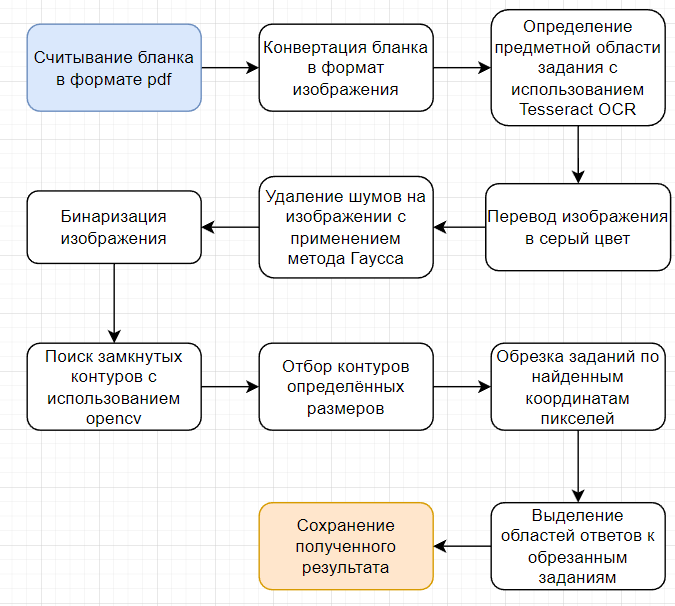 Считывание бланка
в формате pdf
Конвертация бланка
в формат
изображения
Определение
предметной области
задания с
использованием
Tesseract OCR
Перевод изображения
в серый цвет
Удаление шумов на
изображении с
применением
метода Гаусса
Бинаризация
изображения
Поиск замкнутых
контуров с
использованием
opencv
Отбор контуров
определённых
размеров
Обрезка заданий по
найденным
координатам
пикселей
Выделение
областей ответов к
обрезанным
заданиям
Сохранение
полученного
результата